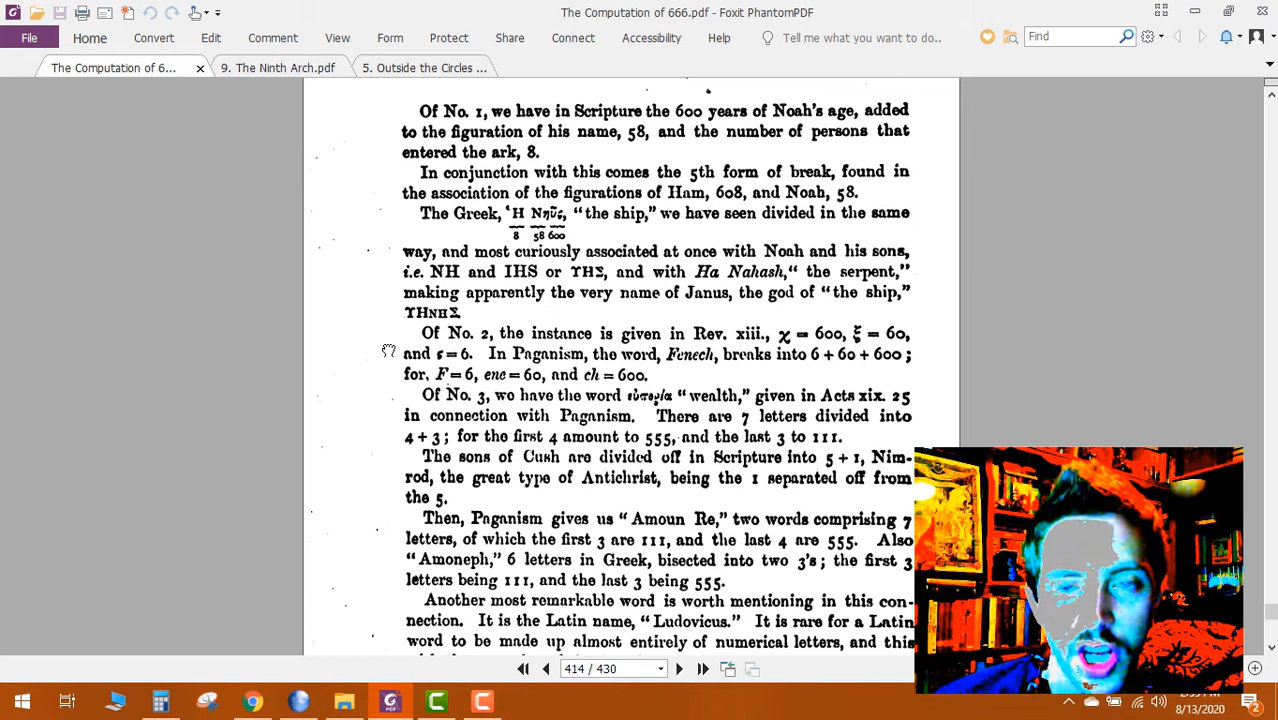 The Computation of 666.pdf - Foxit PhantomPDF
File Home Convert Edit Comment View Form Protect Share Connect Accessibility Help Tell me what you want to do.. Find
The Computation of 6... 9. The Ninth Arch.pdf 5. Outside the Circles ...
Of No. 1, we have in Scripture the 600 years of Noah's age, added
to the figuration of his name, 58, and the number of persons that
entered the ark, 8.
In conjunction with this comes the 5th form of break, found in
the association of the figurations of Ham, 608, and Noah, 58.
The Greek, Ἡ Νηῦς, "the ship," we have seen divided in the same
8 58 600
way, and most curiously associated at once with Noah and his sons,
i.e. NH and IHS or ΥΗΣ, and with Ha Nahash, "the serpent,"
making apparently the very name of Janus, the god of "the ship,"
ΥΗΝΗΣ.
Of No. 2, the instance is given in Rev. xiii., χ = 600, ξ = 60,
and ς = 6. In Paganism, the word, Fenech, breaks into 6 + 60 + 600;
for, F = 6, enc = 60, and ch = 600.
Of No. 3, we have the word εὐπορία "wealth," given in Acts xix. 25
in connection with Paganism. There are 7 letters divided into
4 + 3; for the first 4 amount to 555, and the last 3 to 111.
The sons of Cush are divided off in Scripture into 5 + 1, Nim-
rod, the great type of Antichrist, being the 1 separated off from
the 5.
Then, Paganism gives us "Amoun Re," two words comprising 7
letters, of which the first 3 are 111, and the last 4 are 555. Also
"Amoneph," 6 letters in Greek, bisected into two 3's; the first 3
letters being 111, and the last 3 being 555.
Another most remarkable word is worth mentioning in this con-
nection. It is the Latin name, "Ludovicus." It is rare for a Latin
word to be made up almost entirely of numerical letters, and this
414 / 430
8/13/2020
2